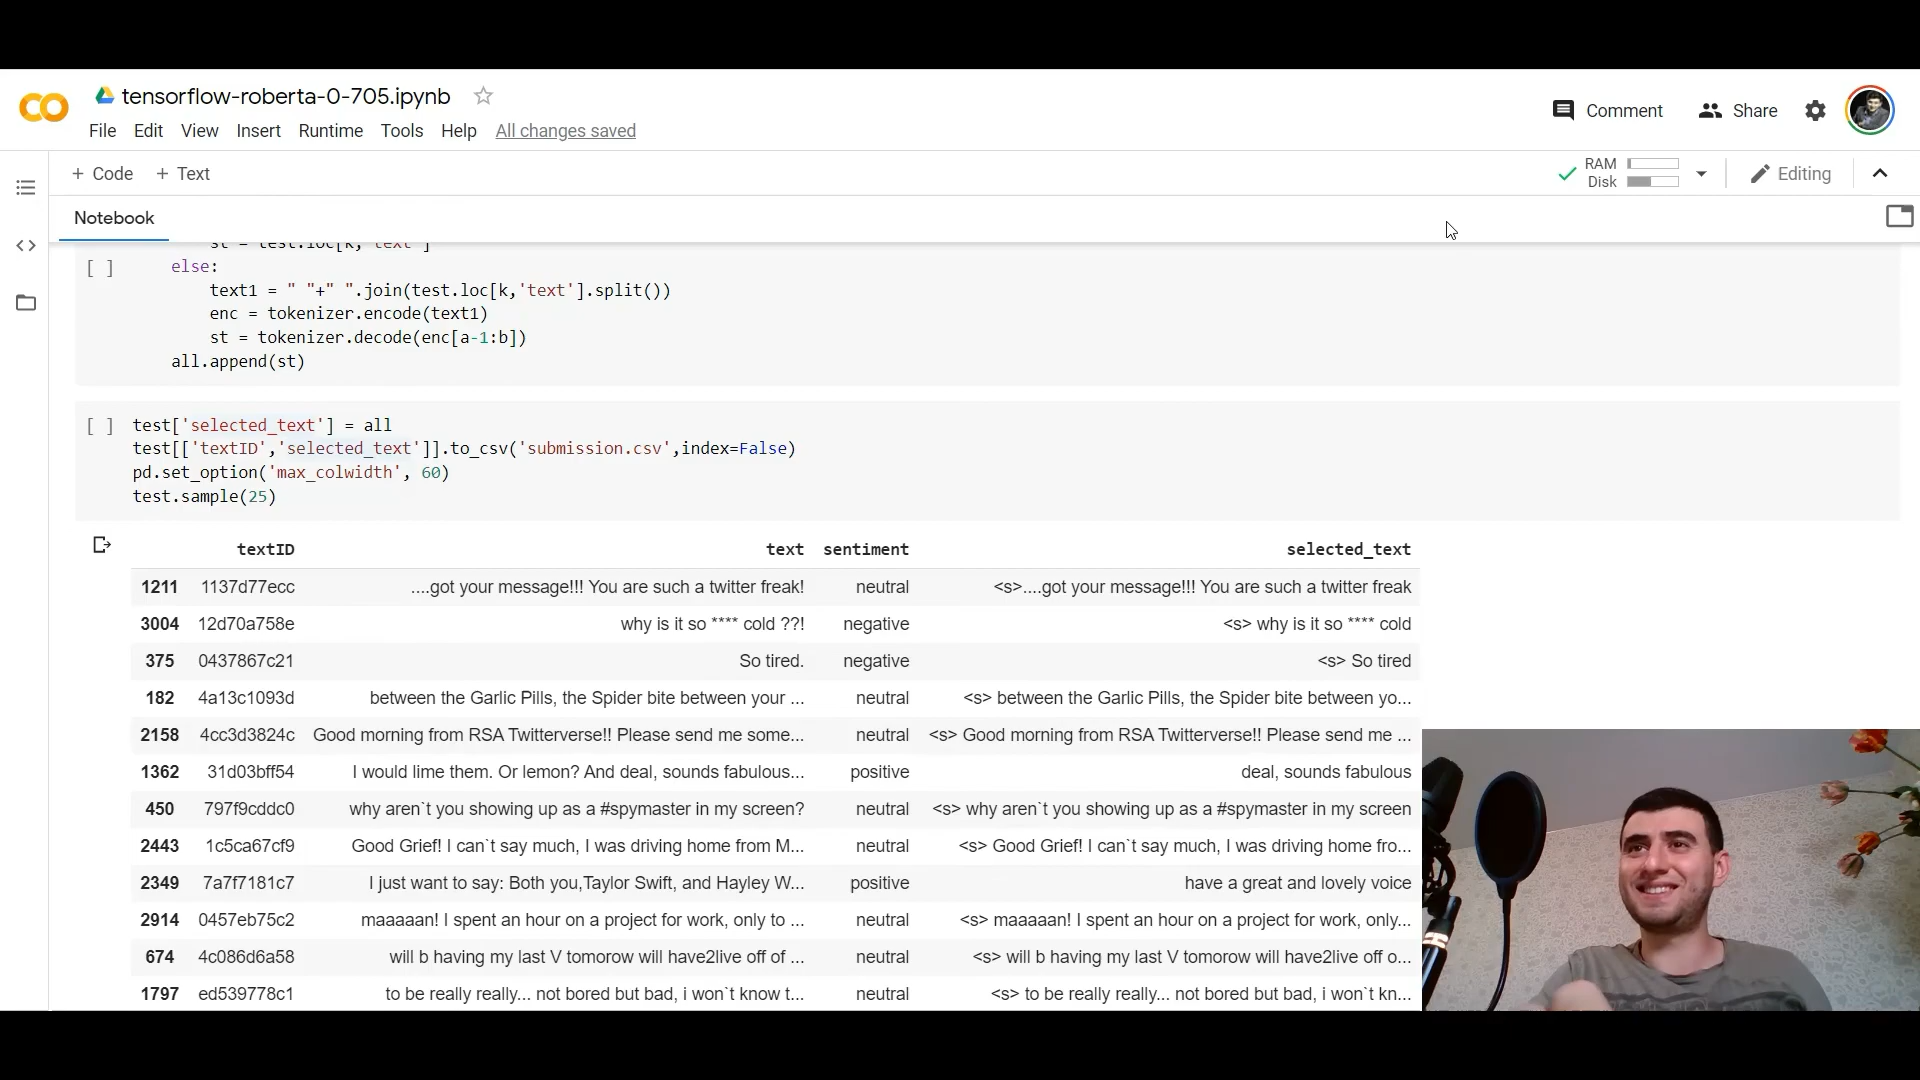 tensorflow-roberta-0-705.ipynb
File Edit View Insert Runtime Tools Help All changes saved
Comment Share
+ Code + Text
RAM
Disk
Editing
Notebook
st = test.loc[k,'text']
[ ] else:
text1 = " "+" ".join(test.loc[k,'text'].split())
enc = tokenizer.encode(text1)
st = tokenizer.decode(enc[a-1:b])
all.append(st)
[ ] test['selected_text'] = all
test[['textID','selected_text']].to_csv('submission.csv',index=False)
pd.set_option('max_colwidth', 60)
test.sample(25)
textID text sentiment selected_text
1211 1137d77ecc ....got your message!!! You are such a twitter freak! neutral <s>....got your message!!! You are such a twitter freak
3004 12d70a758e why is it so **** cold ??! negative <s> why is it so **** cold
375 0437867c21 So tired. negative <s> So tired
182 4a13c1093d between the Garlic Pills, the Spider bite between your ... neutral <s> between the Garlic Pills, the Spider bite between yo...
2158 4cc3d3824c Good morning from RSA Twitterverse!! Please send me some... neutral <s> Good morning from RSA Twitterverse!! Please send me ...
1362 31d03bff54 I would lime them. Or lemon? And deal, sounds fabulous... positive deal, sounds fabulous
450 797f9cddc0 why aren`t you showing up as a #spymaster in my screen? neutral <s> why aren`t you showing up as a #spymaster in my screen
2443 1c5ca67cf9 Good Grief! I can`t say much, I was driving home from M... neutral <s> Good Grief! I can`t say much, I was driving home fro...
2349 7a7f7181c7 I just want to say: Both you,Taylor Swift, and Hayley W... positive have a great and lovely voice
2914 0457eb75c2 maaaaan! I spent an hour on a project for work, only to ... neutral <s> maaaaan! I spent an hour on a project for work, only...
674 4c086d6a58 will b having my last V tomorow will have2live off of ... neutral <s> will b having my last V tomorow will have2live off o...
1797 ed539778c1 to be really really... not bored but bad, i won`t know t... neutral <s> to be really really... not bored but bad, i won`t kn...